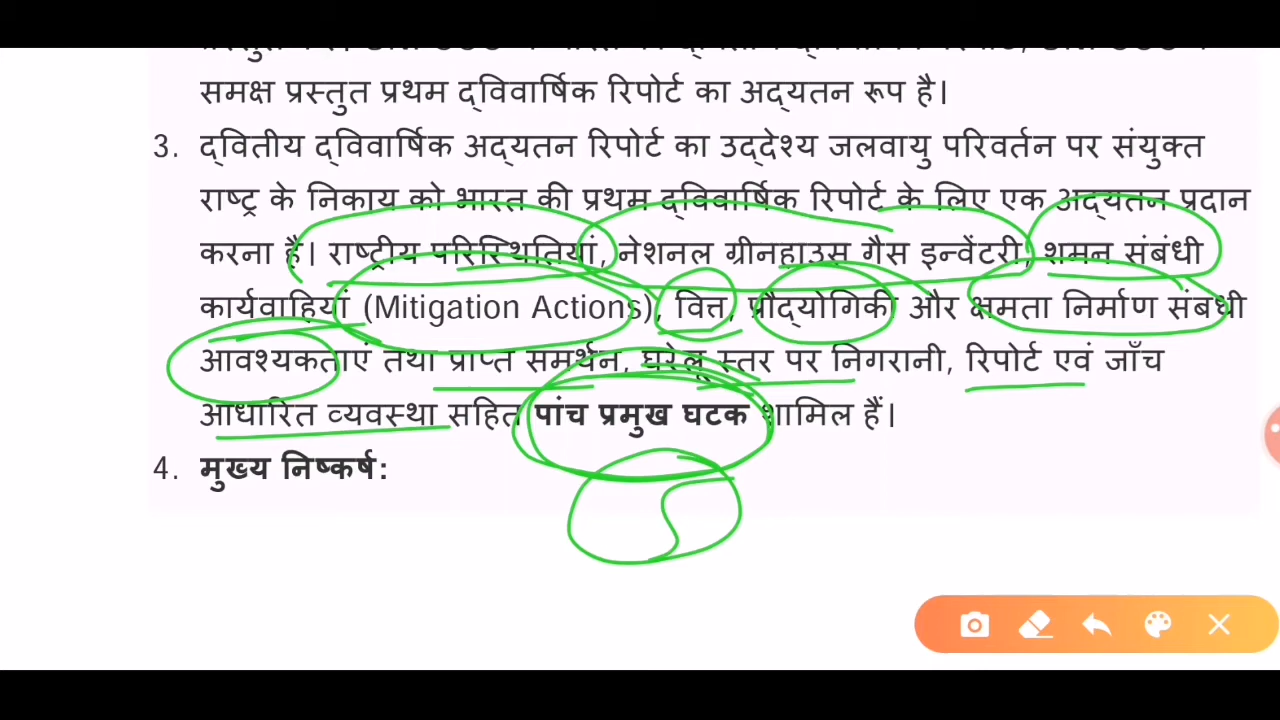 समक्ष प्रस्तुत प्रथम द्विवार्षिक रिपोर्ट का अद्यतन रूप है।
3. द्वितीय द्विवार्षिक अद्यतन रिपोर्ट का उद्देश्य जलवायु परिवर्तन पर संयुक्त
राष्ट्र के निकाय को भारत की प्रथम द्विवार्षिक रिपोर्ट के लिए एक अद्यतन प्रदान
करना है। राष्ट्रीय परिस्थितियां, नेशनल ग्रीनहाउस गैस इन्वेंटरी, शमन संबंधी
कार्यवाहियां (Mitigation Actions), वित्त, प्रौद्योगिकी और क्षमता निर्माण संबधी
आवश्यकताएं तथा प्राप्त समर्थन, घरेलू स्तर पर निगरानी, रिपोर्ट एवं जाँच
आधारित व्यवस्था सहित पांच प्रमुख घटक शामिल हैं।
4. मुख्य निष्कर्ष:
5